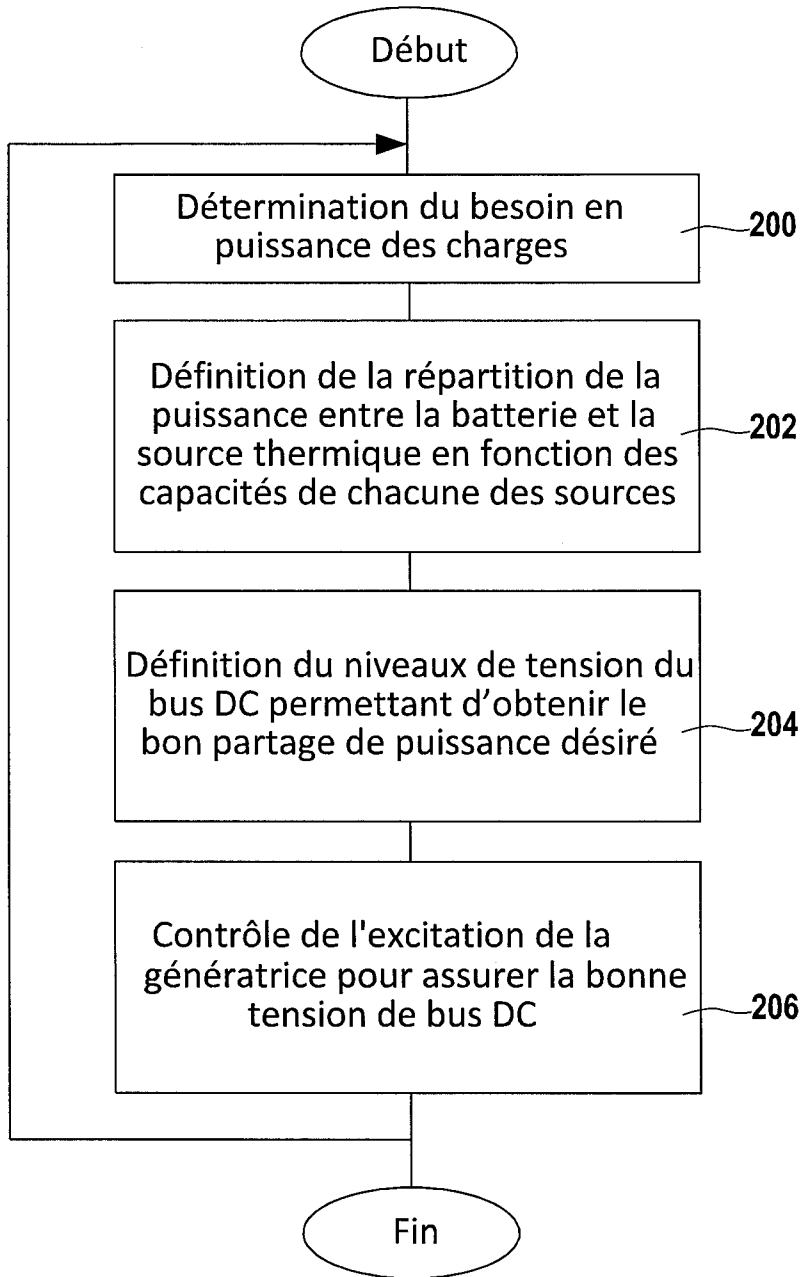 Début
Détermination du besoin en
puissance des charges
200
Définition de la répartition de la
puissance entre la batterie et la
source thermique en fonction des
capacités de chacune des sources
202
Définition du niveaux de tension du
bus DC permettant d'obtenir le
bon partage de puissance désiré
204
Contrôle de l'excitation de la
génératrice pour assurer la bonne
tension de bus DC
206
Fin